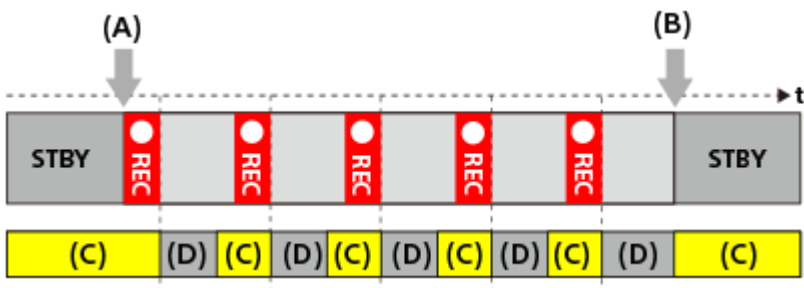 (A) (B)
t
STBY REC REC REC REC REC STBY
(C) (D) (C) (D) (C) (D) (C) (D) (C) (D) (C)